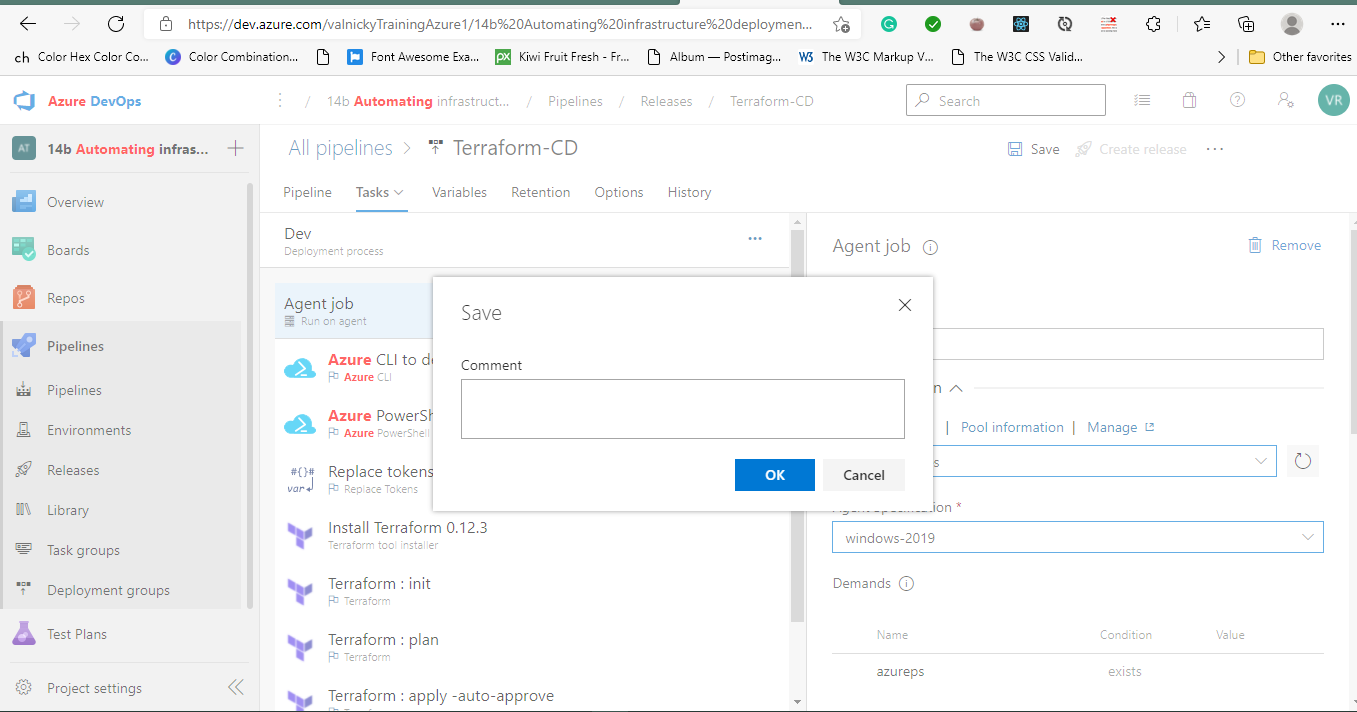 https://dev.azure.com/valnickyTrainingAzure1/14b%20Automating%20infrastructure%20deploymen...
ch Color Hex Color Co...
Color Combination...
Font Awesome Exa...
Kiwi Fruit Fresh - Fr...
Album — Postimag...
The W3C Markup V...
The W3C CSS Valid...
Other favorites
Azure DevOps
/ 14b Automating infrastruct... / Pipelines / Releases / Terraform-CD
Search
VR
AT 14b Automating infras...
Overview
Boards
Repos
Pipelines
Pipelines
Environments
Releases
Library
Task groups
Deployment groups
Test Plans
Project settings
All pipelines > Terraform-CD
Save
Create release
Pipeline
Tasks
Variables
Retention
Options
History
Dev
Deployment process
Agent job
Run on agent
Azure CLI to de
Azure CLI
Azure PowerSh
Azure PowerShell
Replace tokens
Replace Tokens
Install Terraform 0.12.3
Terraform tool installer
Terraform : init
Terraform
Terraform : plan
Terraform
Terraform : apply -auto-approve
Agent job
Remove
n
| Pool information | Manage
s
Agent Specification *
windows-2019
Demands
Name Condition Value
azureps exists
Save
Comment
OK
Cancel